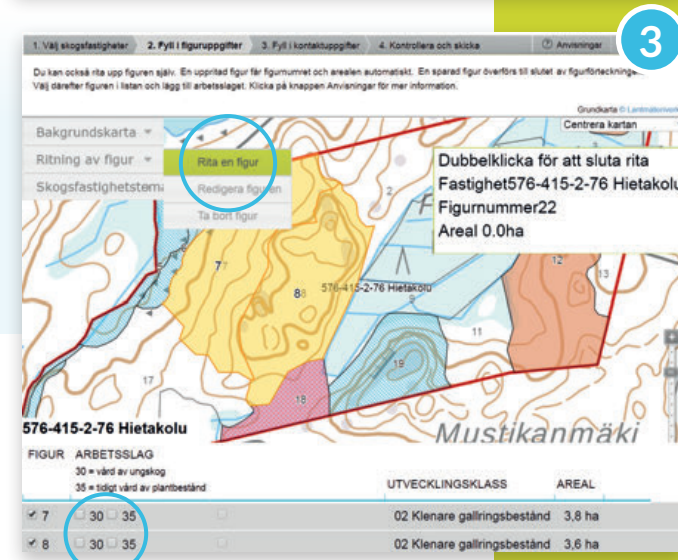 3
1. Välj skogsfastigheter 2. Fyll i figuruppgifter 3. Fyll i kontaktuppgifter 4. Kontrollera och skicka ? Anvisningar
Du kan också rita upp figuren själv. En uppritad figur får figurnumret och arealen automatiskt. En sparad figur överförs till slutet av figurförteckningen.
Välj därefter figuren i listan och lägg till arbetsslaget. Klicka på knappen Anvisningar för mer information.
Grundkarta © Lantmäteriverk
Bakgrundskarta
Centrera kartan
Ritning av figur
Rita en figur
Skogsfastighetstema
Redigera figuren
Ta bort figur
Dubbelklicka för att sluta rita
Fastighet576-415-2-76 Hietakolu
Figurnummer22
Areal 0.0ha
2
7
8
576-415-2-76 Hietakolu
9
12
13
11
19
17
18
Mustikanmäki
576-415-2-76 Hietakolu
FIGUR ARBETSSLAG
30 = vård av ungskog
35 = tidigt vård av plantbestånd
UTVECKLINGSKLASS AREAL
7 30 35 02 Klenare gallringsbestånd 3,8 ha
8 30 35 02 Klenare gallringsbestånd 3,6 ha